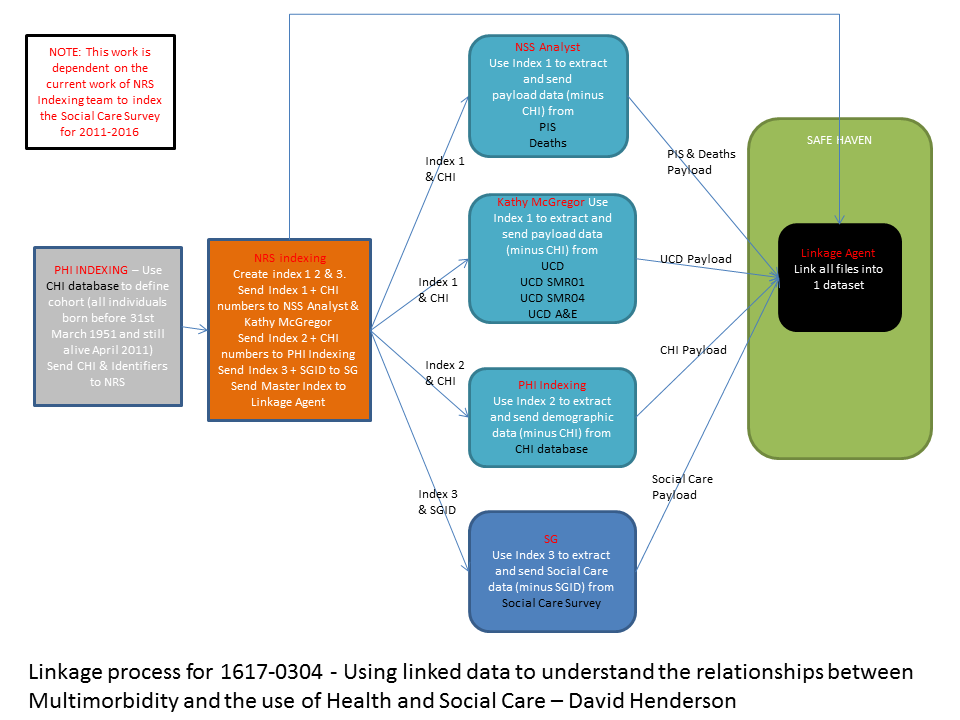 NOTE: This work is
dependent on the
current work of NRS
Indexing team to index
the Social Care Survey
for 2011-2016
PHI INDEXING – Use
CHI database to define
cohort (all individuals
born before 31st
March 1951 and still
alive April 2011)
Send CHI & Identifiers
to NRS
NRS indexing
Create index 1 2 & 3.
Send Index 1 + CHI
numbers to NSS Analyst &
Kathy McGregor
Send Index 2 + CHI
numbers to PHI Indexing
Send Index 3 + SGID to SG
Send Master Index to
Linkage Agent
Index 1
& CHI
Index 1
& CHI
Index 2
& CHI
Index 3
& SGID
NSS Analyst
Use Index 1 to extract
and send
payload data (minus
CHI) from
PIS
Deaths
Kathy McGregor Use
Index 1 to extract and
send payload data
(minus CHI) from
UCD
UCD SMR01
UCD SMR04
UCD A&E
PHI Indexing
Use Index 2 to extract
and send demographic
data (minus CHI) from
CHI database
SG
Use Index 3 to extract
and send Social Care
data (minus SGID) from
Social Care Survey
PIS & Deaths
Payload
UCD Payload
CHI Payload
Social Care
Payload
SAFE HAVEN
Linkage Agent
Link all files into
1 dataset
Linkage process for 1617-0304 - Using linked data to understand the relationships between
Multimorbidity and the use of Health and Social Care – David Henderson